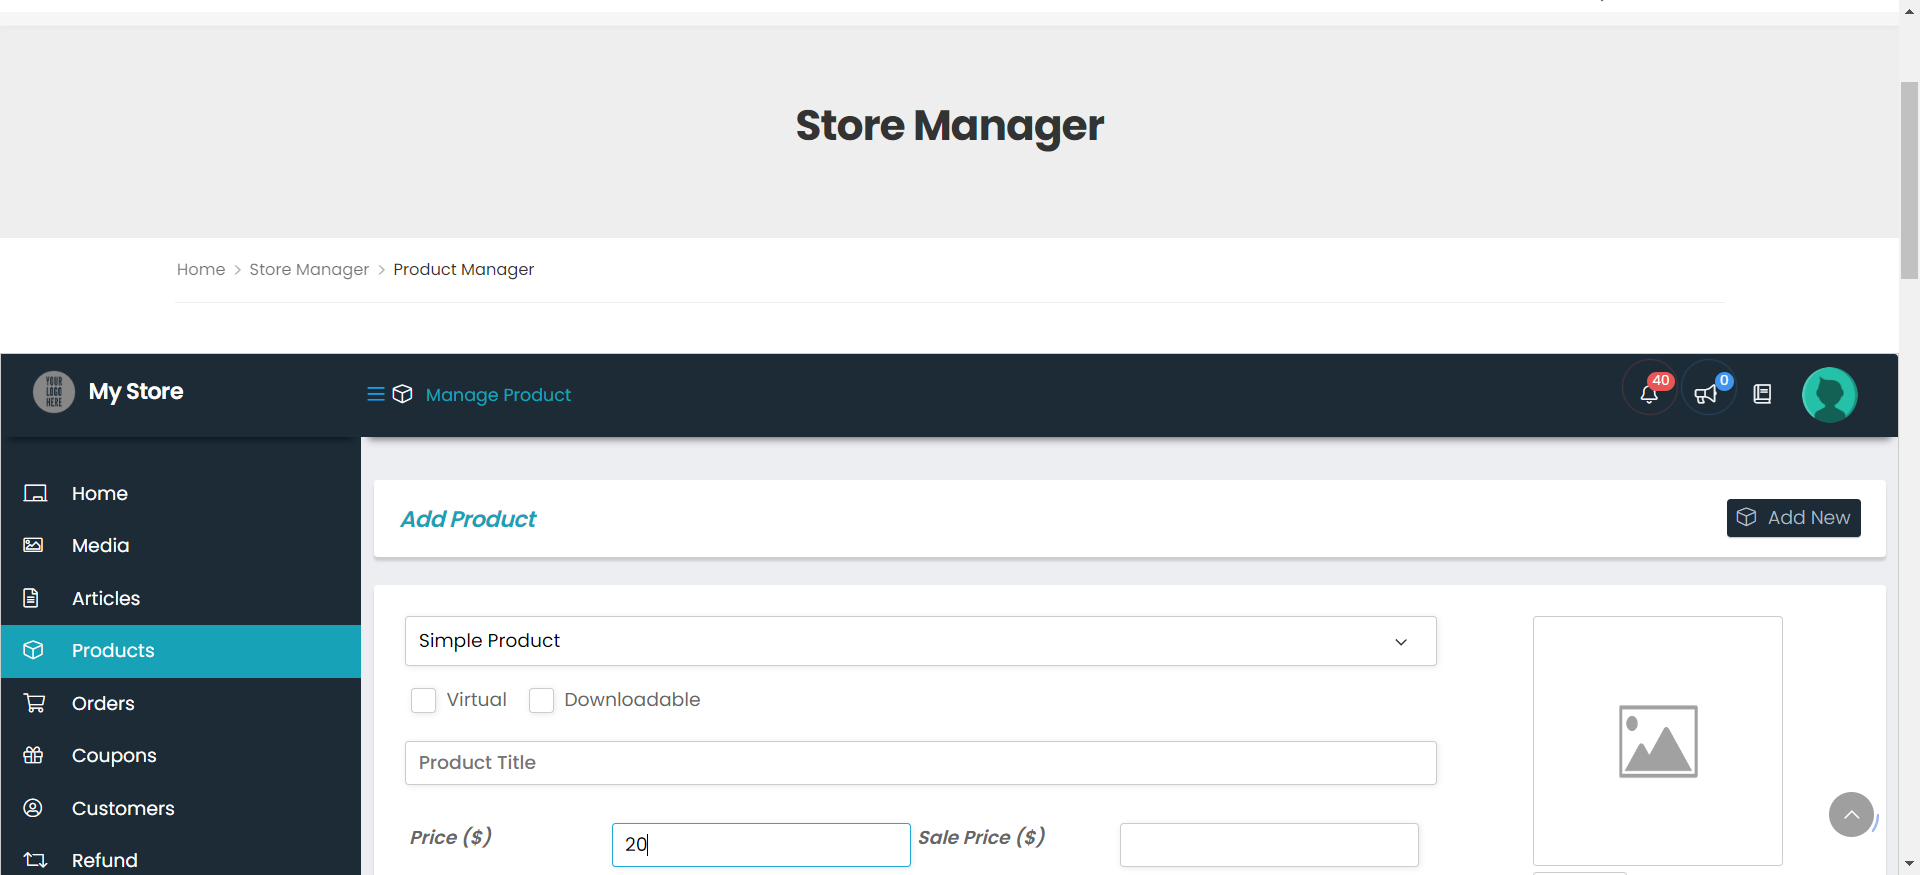 Store Manager
Home > Store Manager > Product Manager
YOUR
LOGO
HERE
My Store
Manage Product
40
0
Home
Media
Articles
Products
Orders
Coupons
Customers
Refund
Add Product
Add New
Simple Product
Virtual
Downloadable
Product Title
Price ($)
20
Sale Price ($)